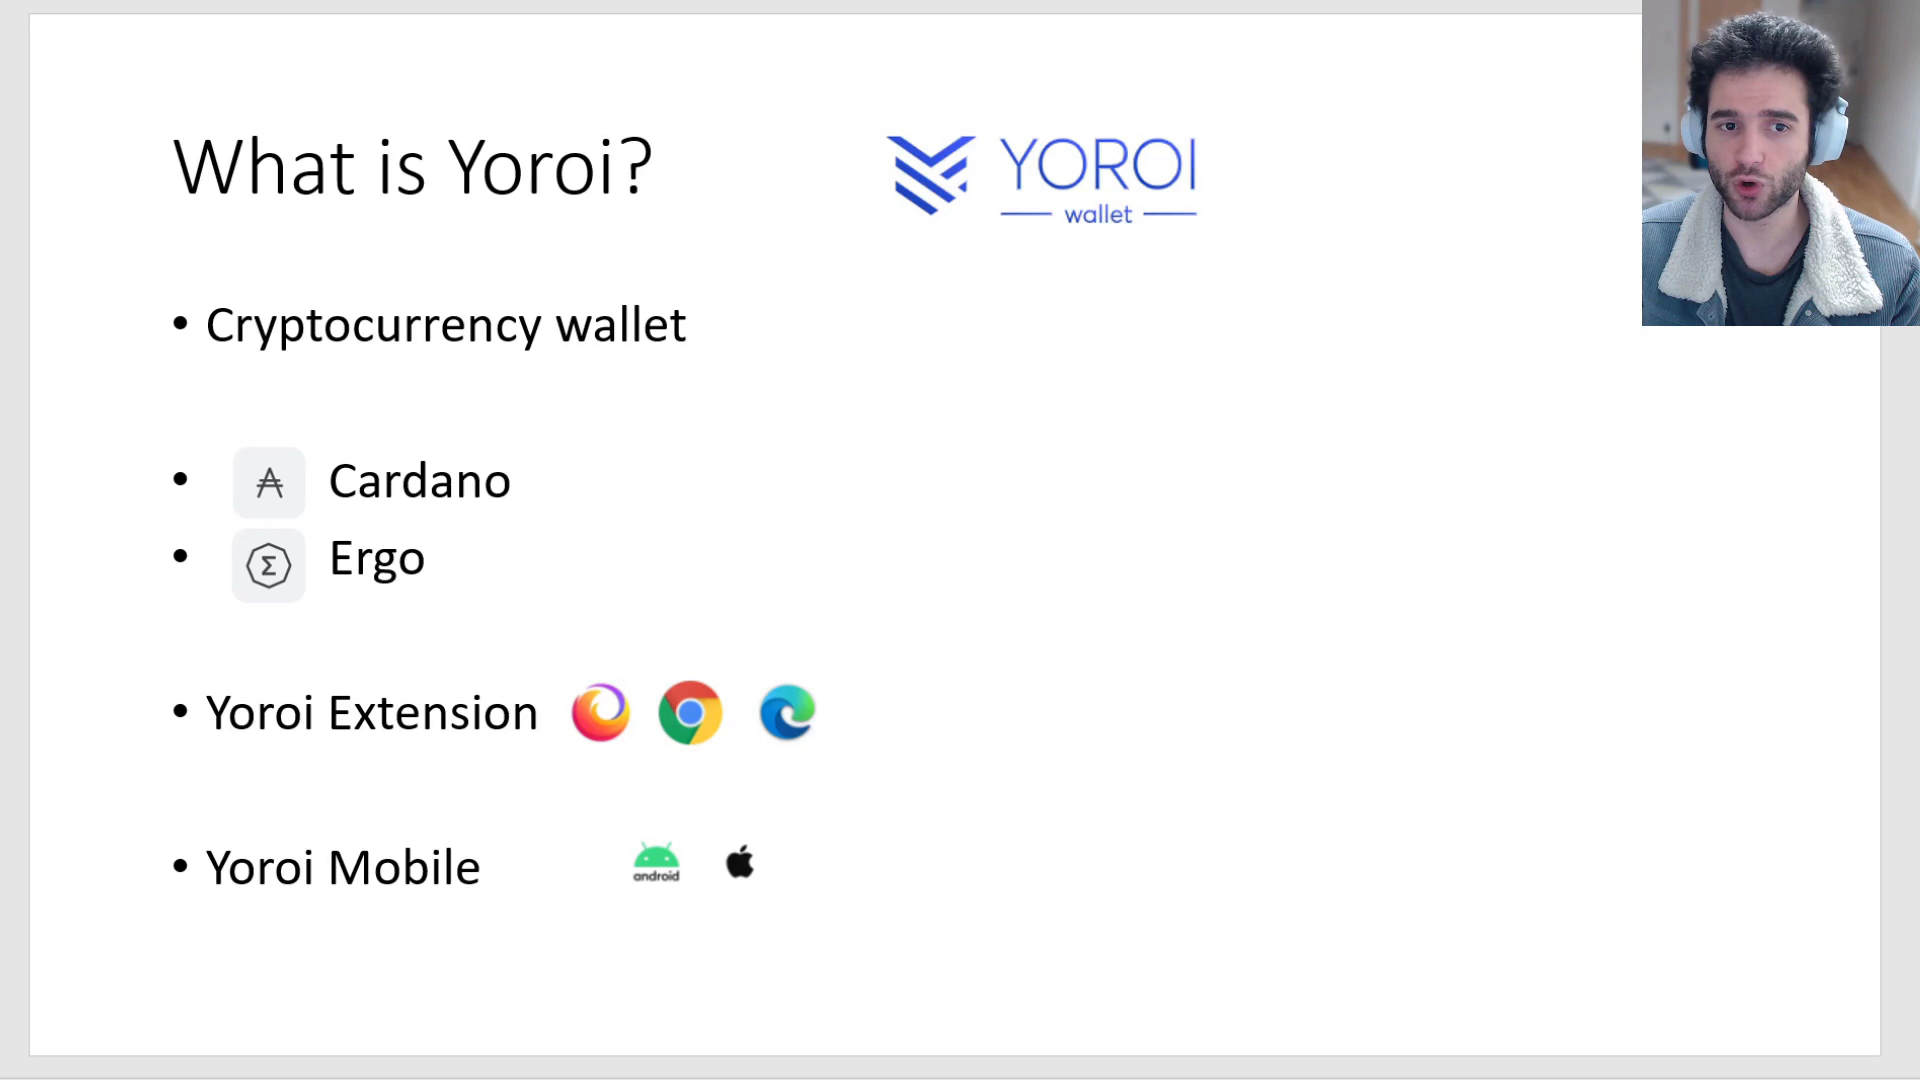 What is Yoroi?
YOROI
wallet
• Cryptocurrency wallet
• Cardano
• Σ Ergo
• Yoroi Extension
• Yoroi Mobile
android